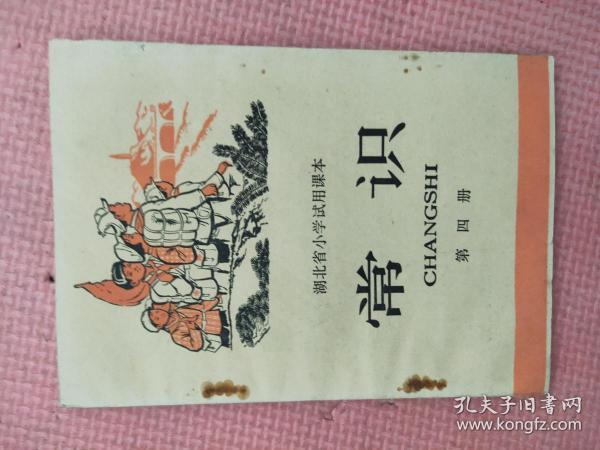 湖北省小学试用课本
常识
CHANGSHI
第四册
孔夫子旧书网
www.kongfz.com